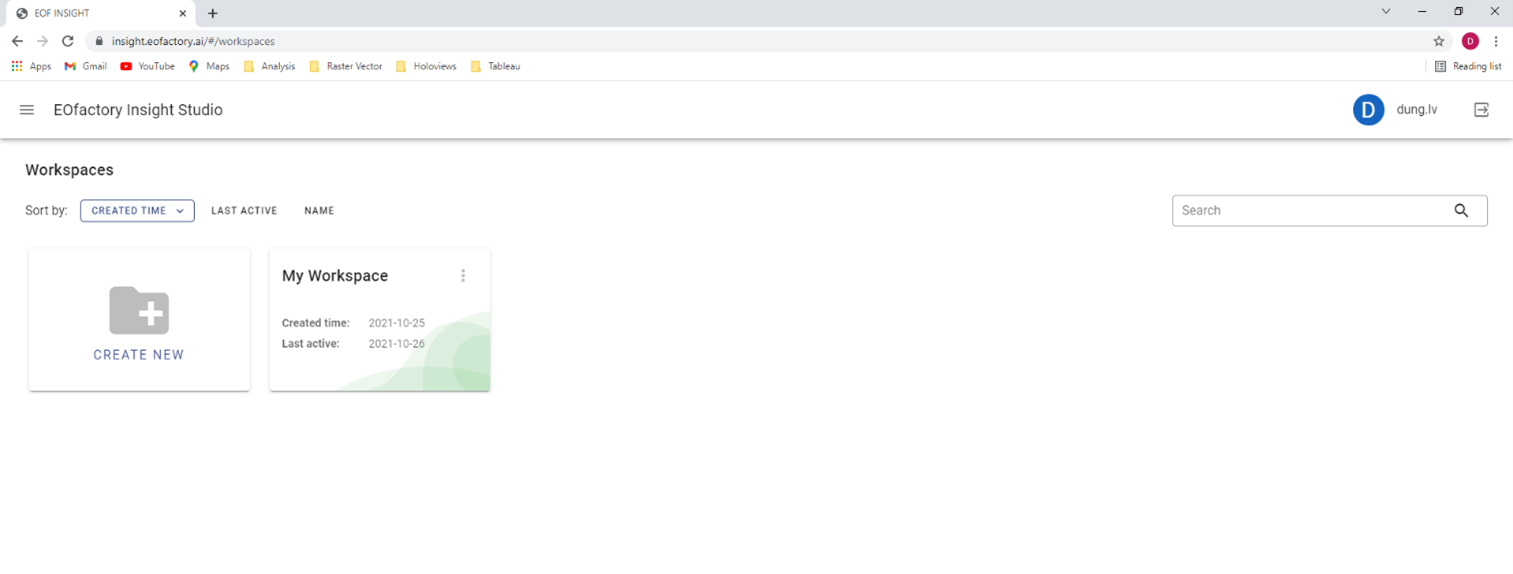 EOF INSIGHT
insight.eofactory.ai/#/workspaces
D
Apps Gmail YouTube Maps Analysis Raster Vector Holoviews Tableau Reading list
EOfactory Insight Studio D dung.lv
Workspaces
Sort by: CREATED TIME LAST ACTIVE NAME Search
My Workspace
Created time: 2021-10-25
Last active: 2021-10-26
CREATE NEW